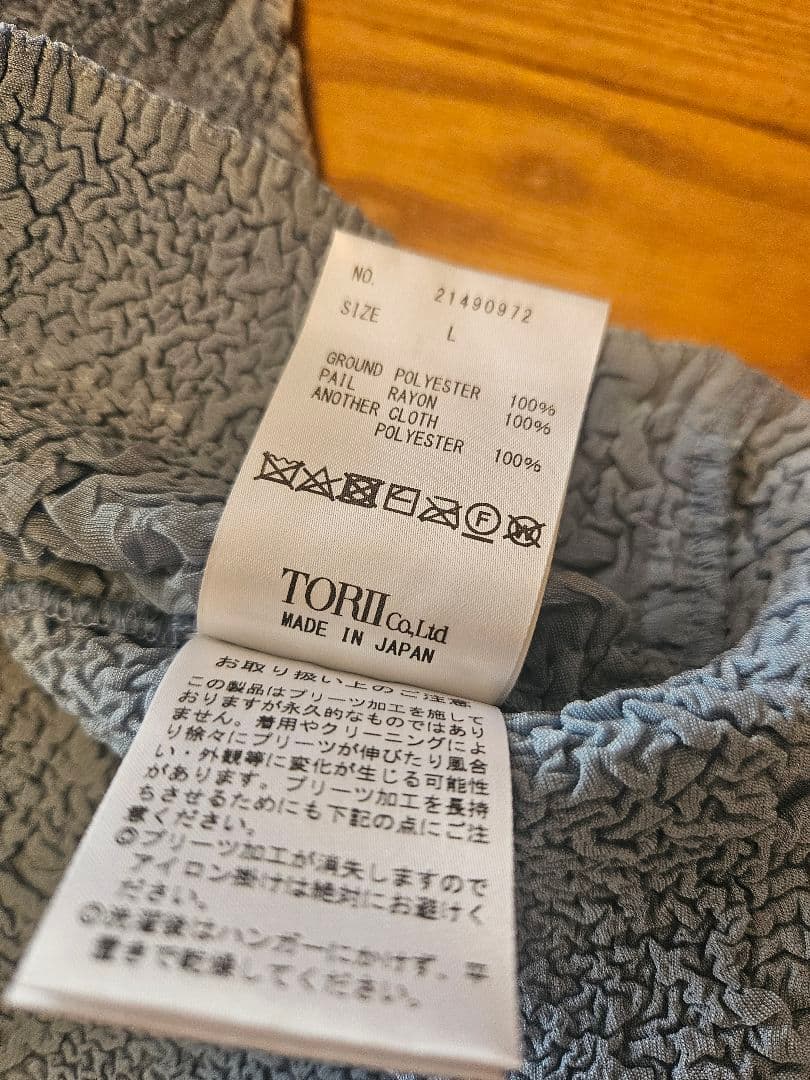 NO. 21490972
SIZE L
GROUND POLYESTER 100%
PAIL RAYON 100%
ANOTHER CLOTH
POLYESTER 100%
F
W
TORII Co,Ltd
MADE IN JAPAN
お取り扱い上のご注意
この製品はプリーツ加工を施して
おりますが永久的なものではあり
ません。着用やクリーニングによ
り徐々にプリーツが伸びたり風合
い・外観等に変化が生じる可能性
があります。プリーツ加工を長持
ちさせるためにも下記の点にご注
意ください。
プリーツ加工が消失しますので
アイロン掛けは絶対にお避けく
ださい。
洗濯後はハンガーにかけず、平
置きで乾燥してください。